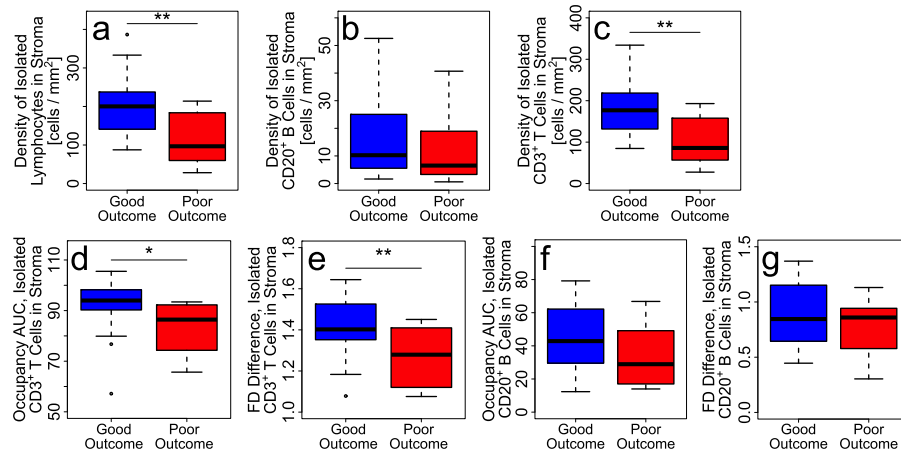 a
**
Density of Isolated
Lymphocytes in Stroma
[cells / mm²]
0
100
300
Good
Outcome
Poor
Outcome
b
Density of Isolated
CD20⁺ B Cells in Stroma
[cells / mm²]
0
10
30
50
Good
Outcome
Poor
Outcome
c
**
Density of Isolated
CD3⁺ T Cells in Stroma
[cells / mm²]
0
100
200
400
Good
Outcome
Poor
Outcome
d
*
Occupancy AUC, Isolated
CD3⁺ T Cells in Stroma
50
70
90
110
Good
Outcome
Poor
Outcome
e
**
FD Difference, Isolated
CD3⁺ T Cells in Stroma
1.0
1.2
1.4
1.6
1.8
Good
Outcome
Poor
Outcome
f
Occupancy AUC, Isolated
CD20⁺ B Cells in Stroma
0
20
40
60
80
Good
Outcome
Poor
Outcome
g
FD Difference, Isolated
CD20⁺ B Cells in Stroma
0.0
0.5
1.0
1.5
Good
Outcome
Poor
Outcome